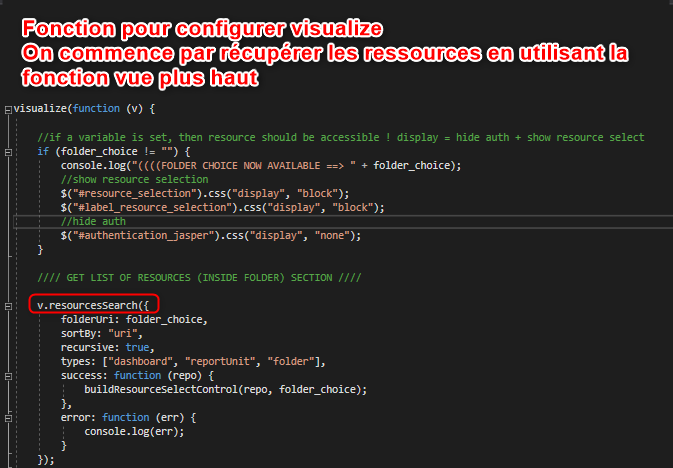 Fonction pour configurer visualize
On commence par récupérer les ressources en utilisant la
fonction vue plus haut
visualize(function (v) {
//if a variable is set, then resource should be accessible ! display = hide auth + show resource select
if (folder_choice != "") {
console.log("((((FOLDER CHOICE NOW AVAILABLE ==> " + folder_choice);
//show resource selection
$("#resource_selection").css("display", "block");
$("#label_resource_selection").css("display", "block");
//hide auth
$("#authentication_jasper").css("display", "none");
}
//// GET LIST OF RESOURCES (INSIDE FOLDER) SECTION ////
v.resourcesSearch({
folderUri: folder_choice,
sortBy: "uri",
recursive: true,
types: ["dashboard", "reportUnit", "folder"],
success: function (repo) {
buildResourceSelectControl(repo, folder_choice);
},
error: function (err) {
console.log(err);
}
});